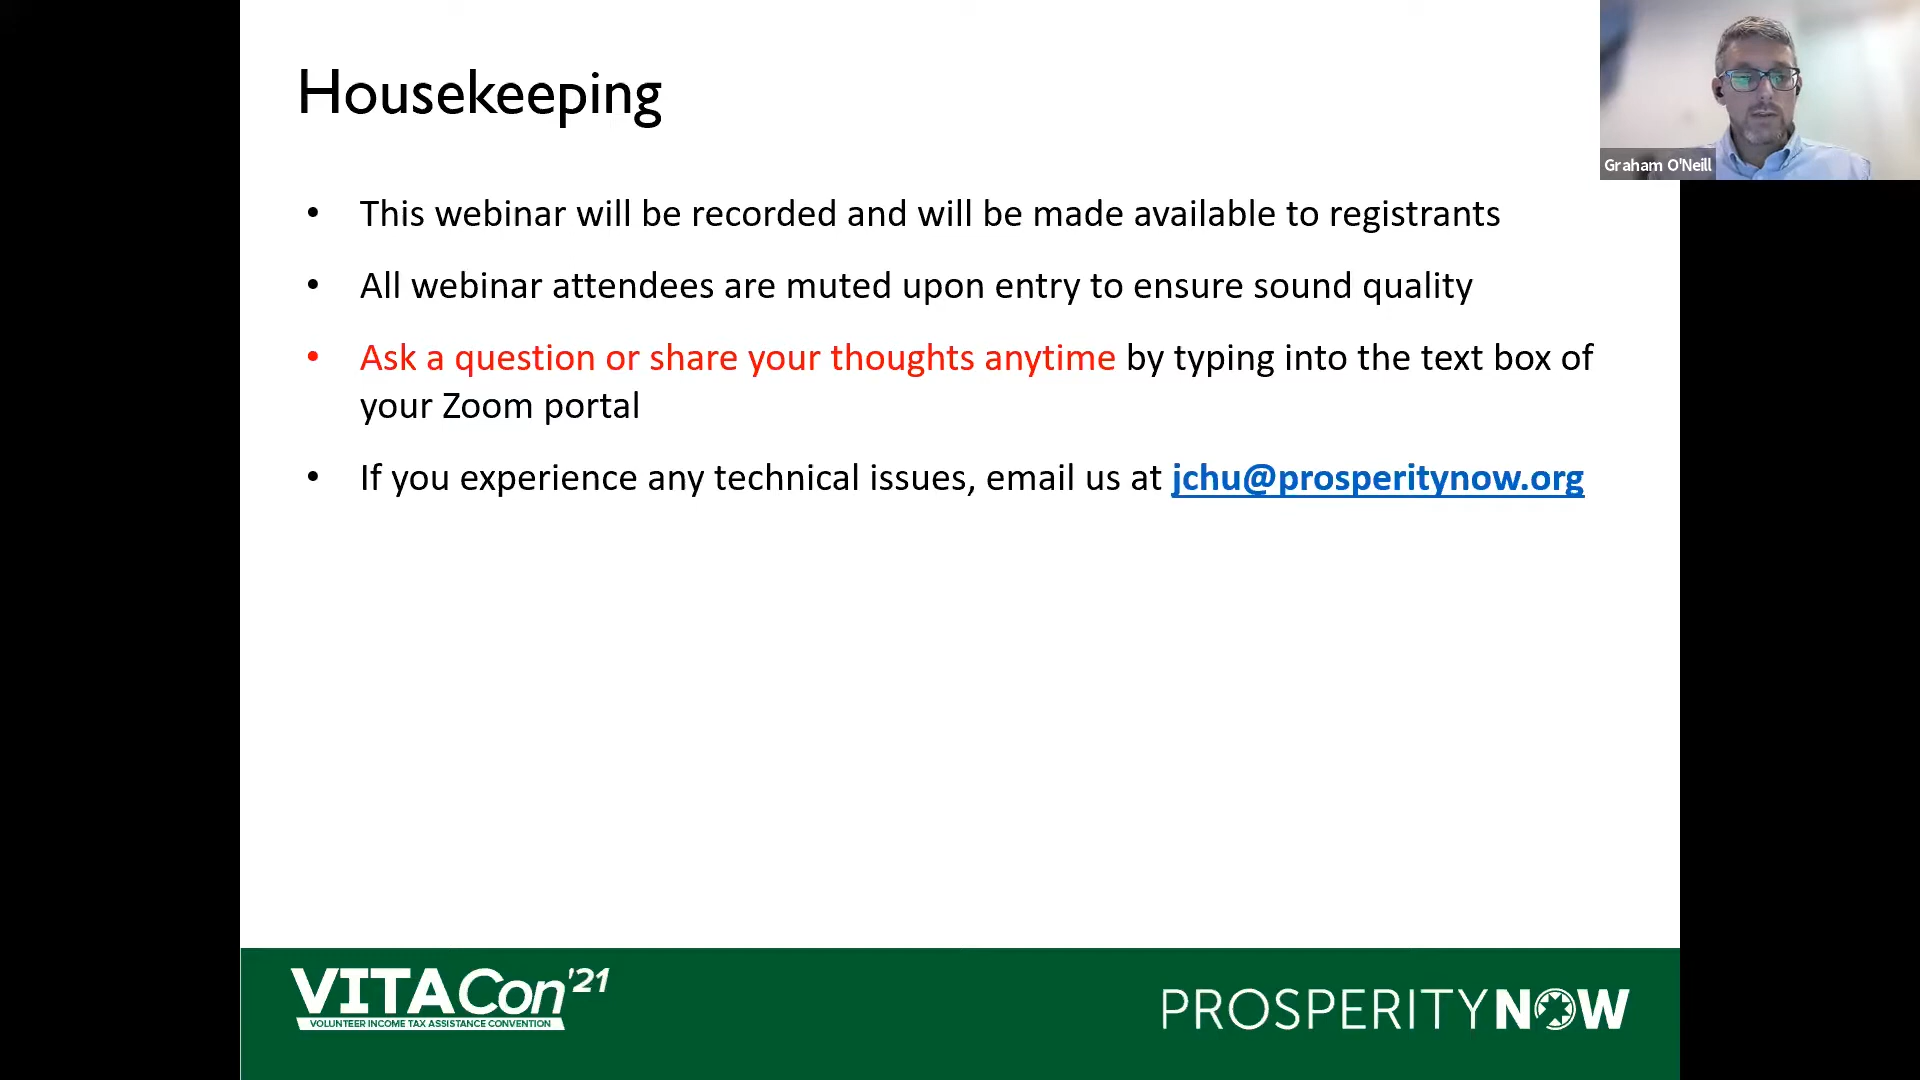 Housekeeping
Graham O'Neill
• This webinar will be recorded and will be made available to registrants
• All webinar attendees are muted upon entry to ensure sound quality
• Ask a question or share your thoughts anytime by typing into the text box of
your Zoom portal
• If you experience any technical issues, email us at jchu@prosperitynow.org
VITACon'21
VOLUNTEER INCOME TAX ASSISTANCE CONVENTION
PROSPERITYNOW